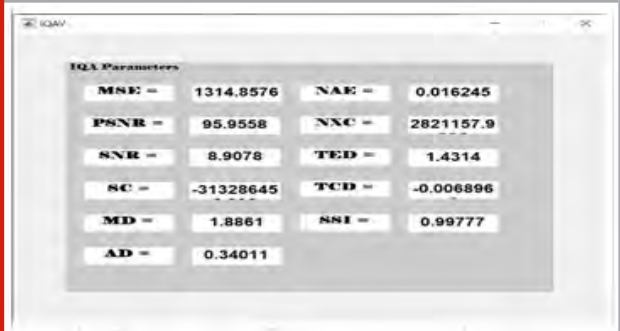 IQAV
IQA Parameters
MSE = 1314.8576 NAE = 0.016245
PSNR = 95.9558 NXC = 2821157.9
SNR = 8.9078 TED = 1.4314
SC = -31328645 TCD = -0.006896
MD = 1.8861 SSI = 0.99777
AD = 0.34011